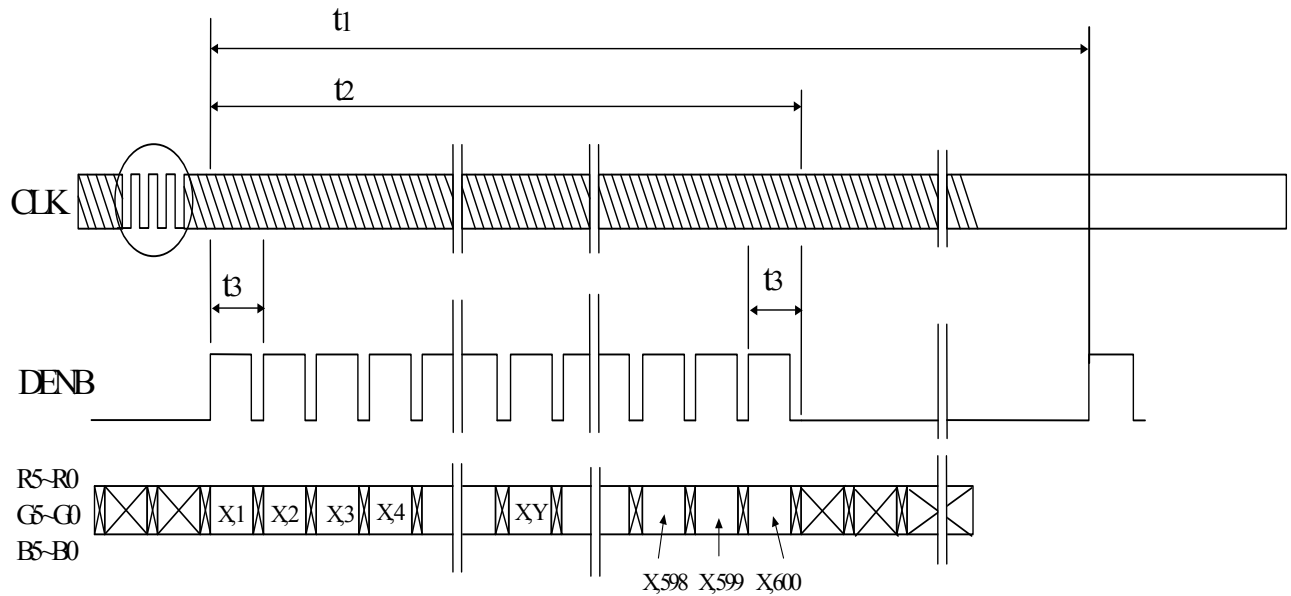 t1
t2
CLK
t3
t3
DENB
R5~R0
G5~G0
B5~B0
X,1
X,2
X,3
X,4
X,Y
X,598
X,599
X,600